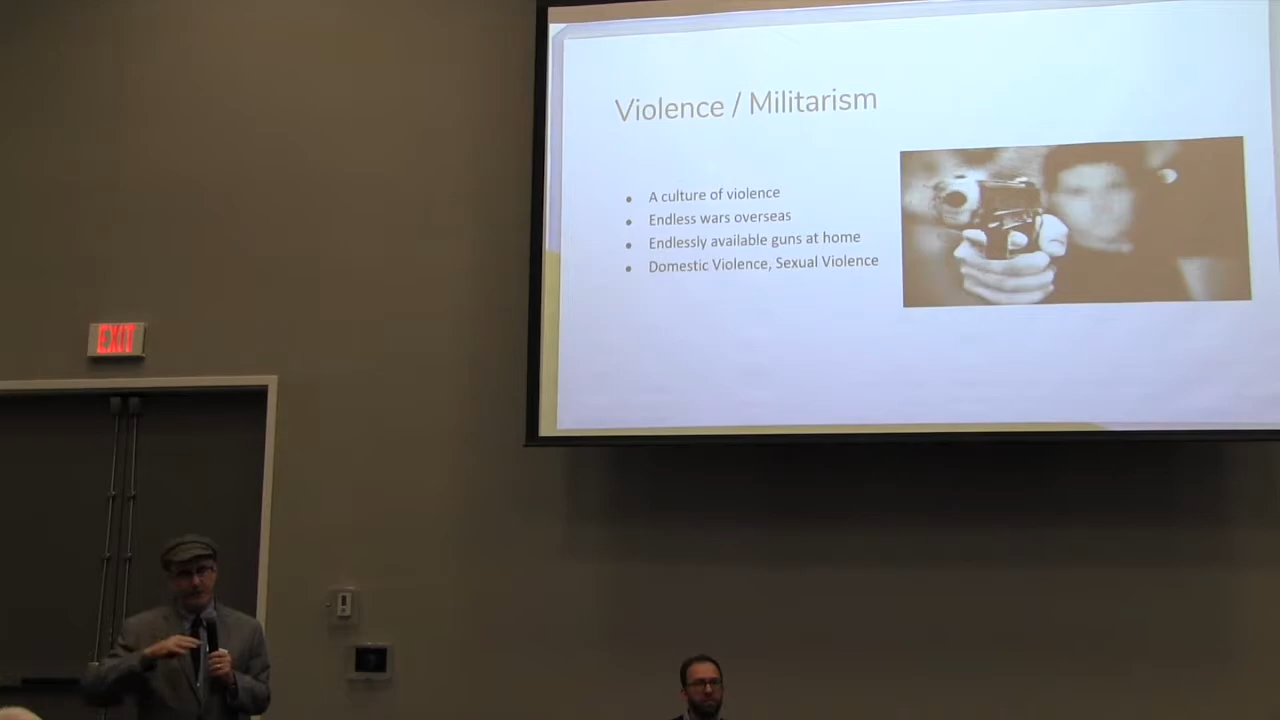 Violence / Militarism
A culture of violence
Endless wars overseas
Endlessly available guns at home
Domestic Violence, Sexual Violence
EXIT